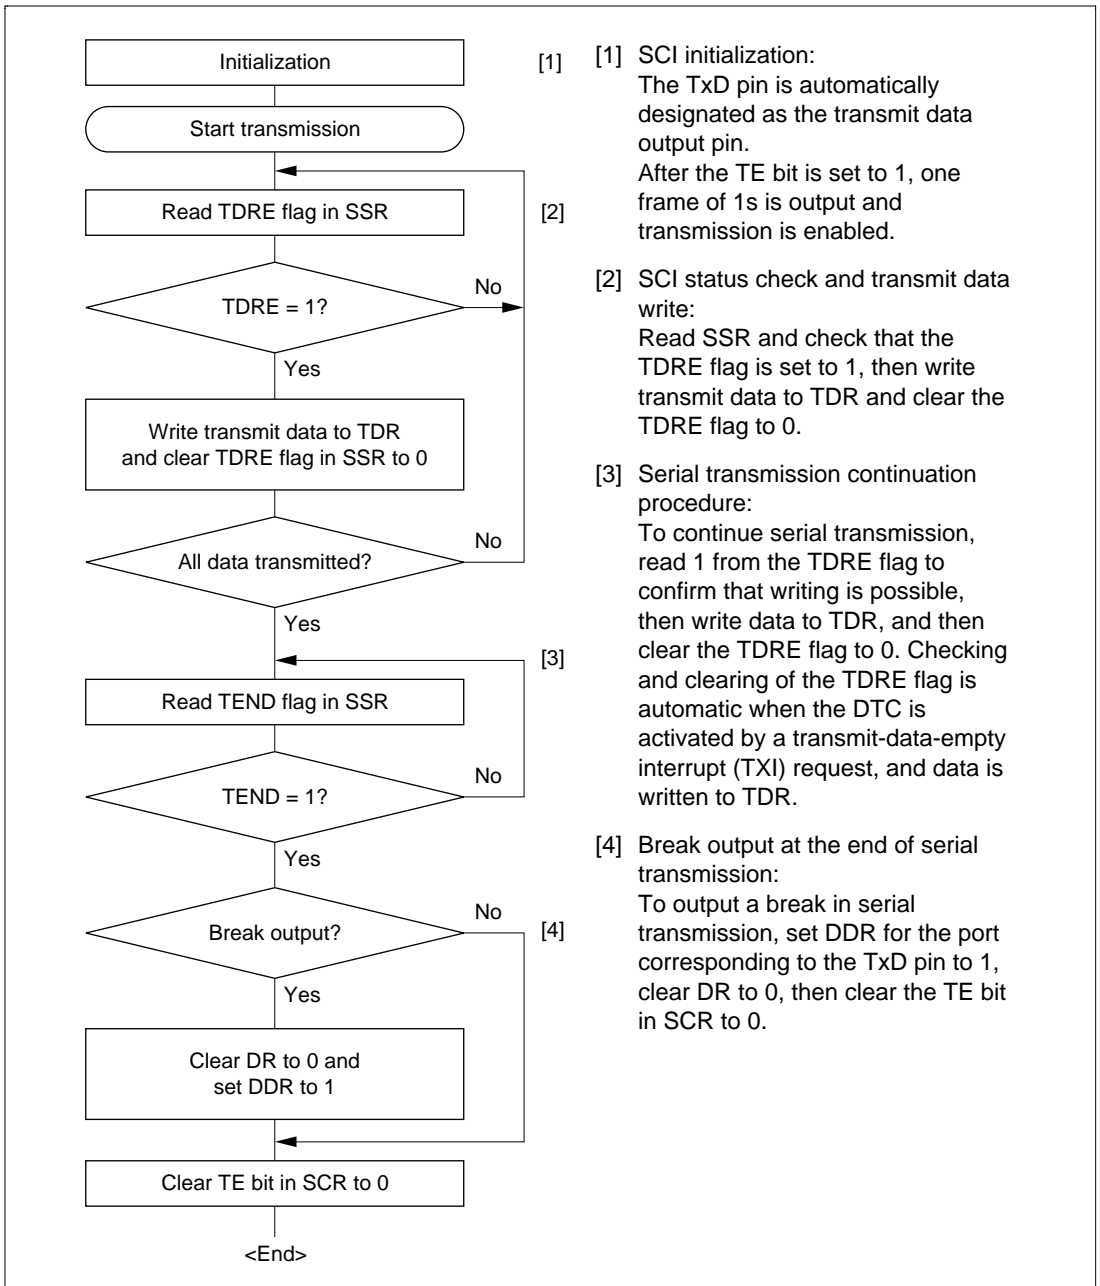 Initialization
[1]
Start transmission
Read TDRE flag in SSR
[2]
No
TDRE = 1?
Yes
Write transmit data to TDR
and clear TDRE flag in SSR to 0
No
All data transmitted?
Yes
[3]
Read TEND flag in SSR
No
TEND = 1?
Yes
No
Break output?
[4]
Yes
Clear DR to 0 and
set DDR to 1
Clear TE bit in SCR to 0
<End>
[1] SCI initialization:
The TxD pin is automatically
designated as the transmit data
output pin.
After the TE bit is set to 1, one
frame of 1s is output and
transmission is enabled.
[2] SCI status check and transmit data
write:
Read SSR and check that the
TDRE flag is set to 1, then write
transmit data to TDR and clear the
TDRE flag to 0.
[3] Serial transmission continuation
procedure:
To continue serial transmission,
read 1 from the TDRE flag to
confirm that writing is possible,
then write data to TDR, and then
clear the TDRE flag to 0. Checking
and clearing of the TDRE flag is
automatic when the DTC is
activated by a transmit-data-empty
interrupt (TXI) request, and data is
written to TDR.
[4] Break output at the end of serial
transmission:
To output a break in serial
transmission, set DDR for the port
corresponding to the TxD pin to 1,
clear DR to 0, then clear the TE bit
in SCR to 0.